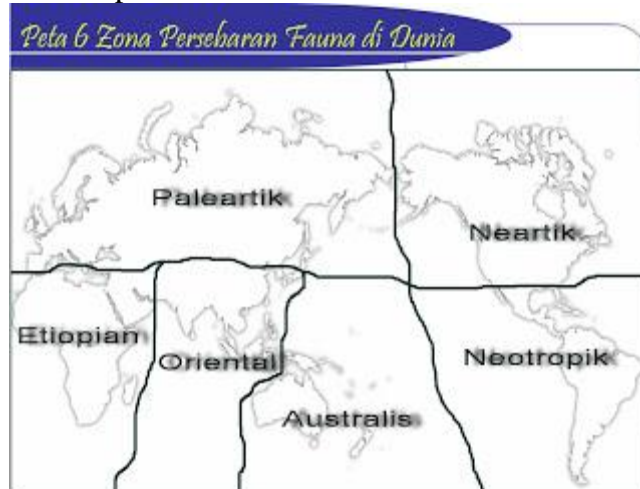 Peta 6 Zona Persebaran Fauna di Dunia
Paleartik
Neartik
Etiopian
Oriental
Neotropik
Australis